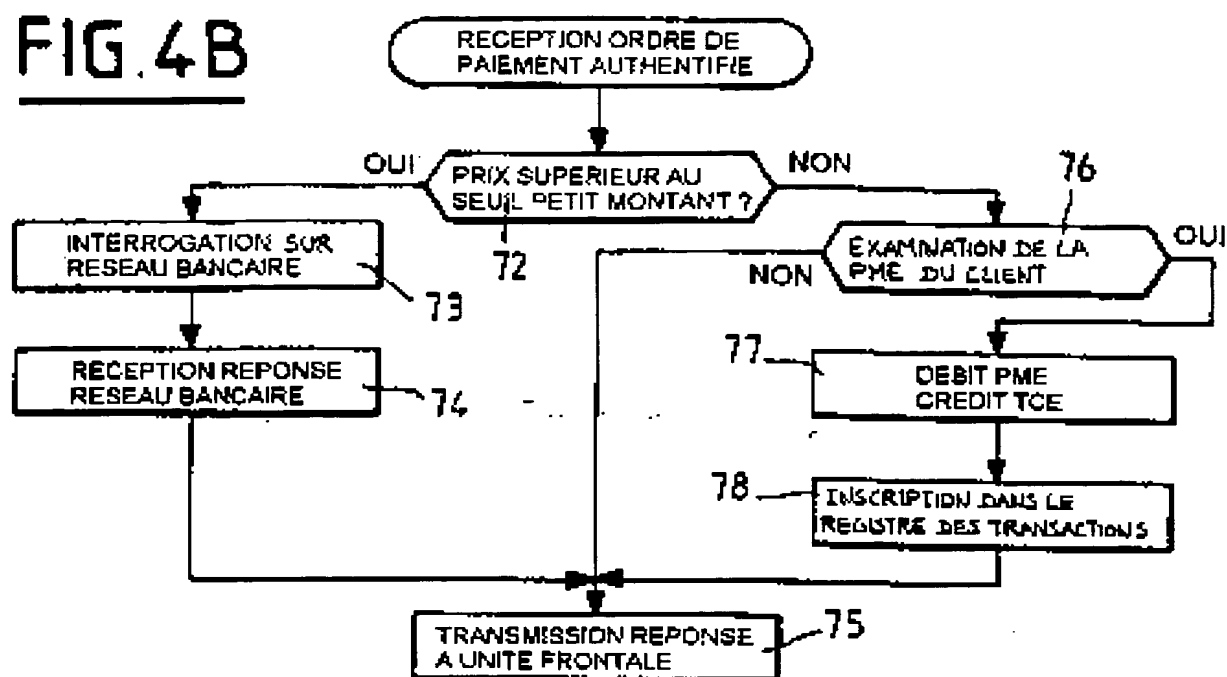 FIG.4B
RECEPTION ORDRE DE
PAIEMENT AUTHENTIFIE
OUI
PRIX SUPERIEUR AU
SEUIL PETIT MONTANT ?
NON
72
76
INTERROGATION SUR
RESEAU BANCAIRE
73
NON
EXAMINATION DE LA
PME DU CLIENT
OUI
RECEPTION REPONSE
RESEAU BANCAIRE
74
77
DEBIT PME
CREDIT TCE
78
INSCRIPTION DANS LE
REGISTRE DES TRANSACTIONS
TRANSMISSION REPONSE
A UNITE FRONTALE
75